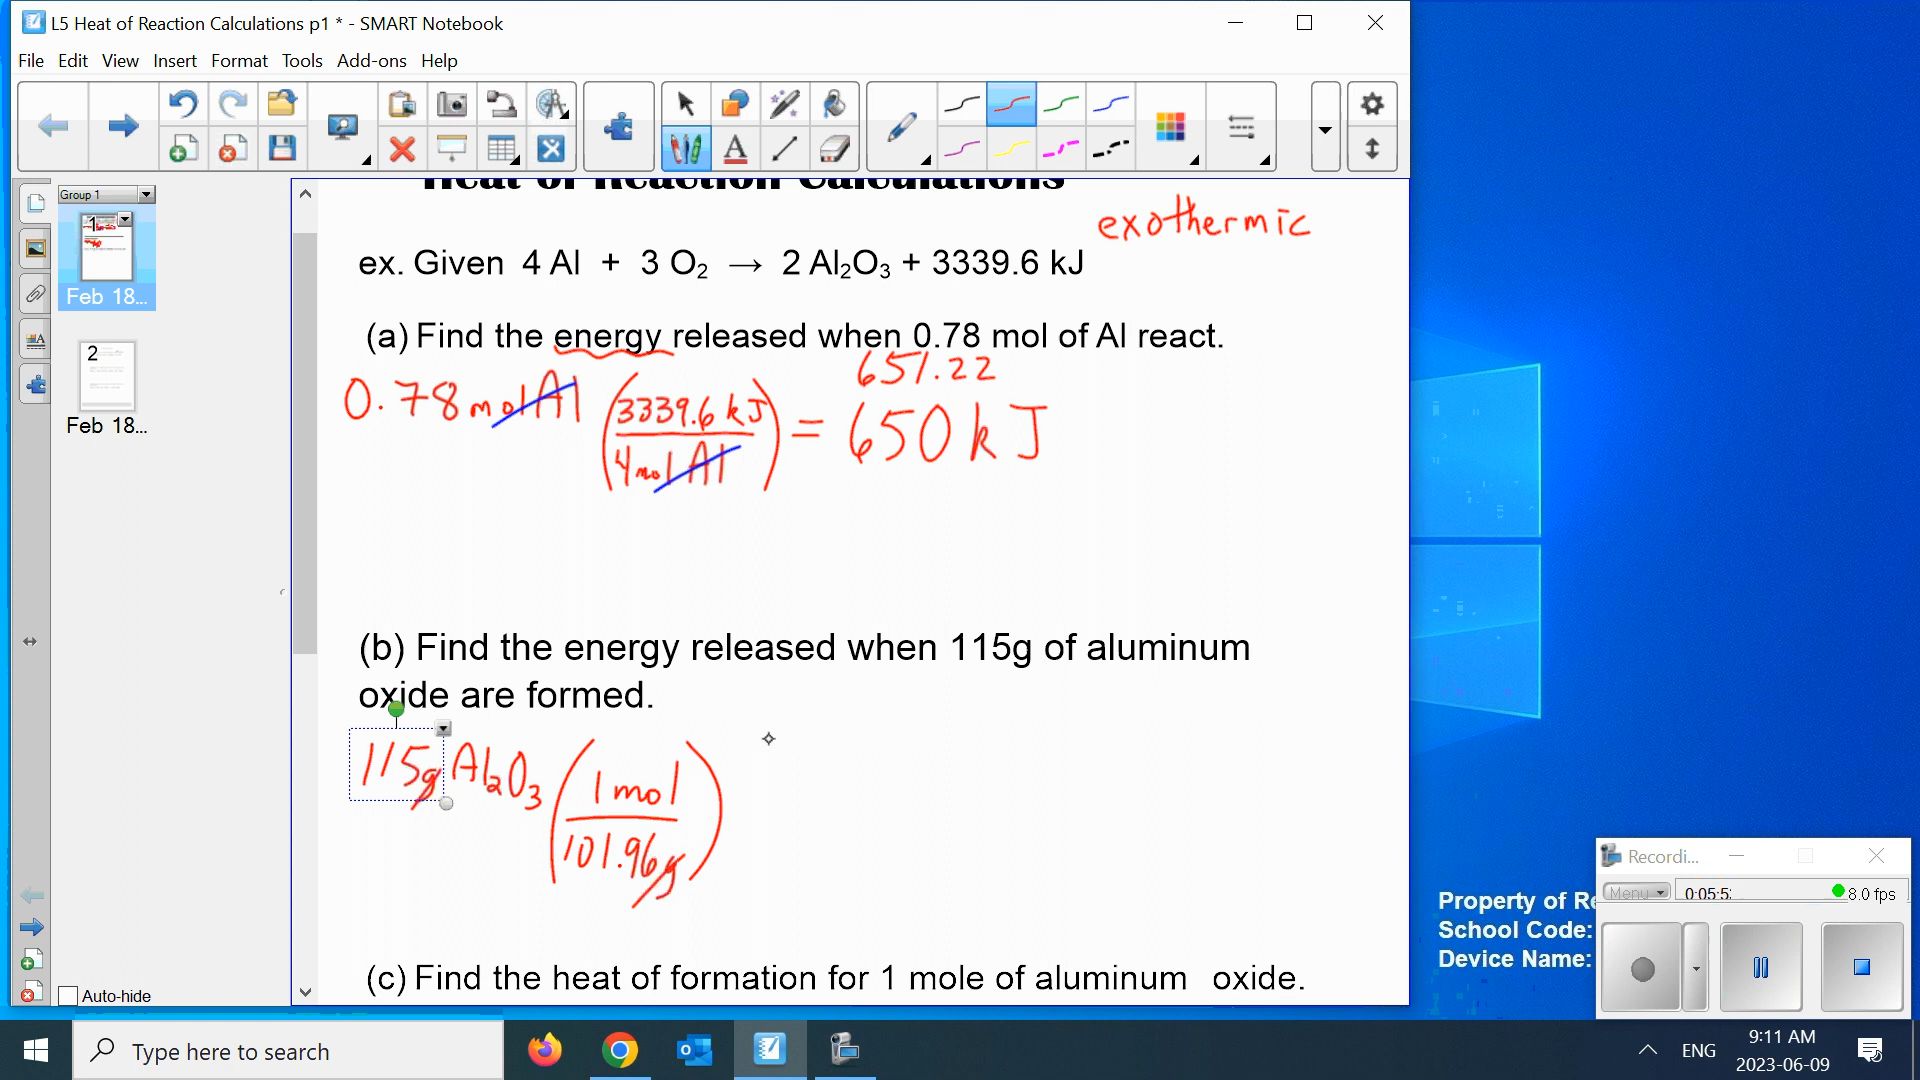 L5 Heat of Reaction Calculations p1 * - SMART Notebook
File Edit View Insert Format Tools Add-ons Help
Group 1
1
Feb 18...
2
Feb 18...
Auto-hide
Heat of Reaction Calculations
exothermic
ex. Given 4 Al + 3 O₂ → 2 Al₂O₃ + 3339.6 kJ
(a) Find the energy released when 0.78 mol of Al react.
651.22
0.78 mol Al (3339.6 kJ / 4 mol Al) = 650 kJ
(b) Find the energy released when 115g of aluminum
oxide are formed.
115g Al₂O₃ (1 mol / 101.96g)
(c) Find the heat of formation for 1 mole of aluminum oxide.
Property of
School Code:
Device Name:
Recordi...
Menu
8.0 fps
Type here to search
ENG
9:11 AM
2023-06-09